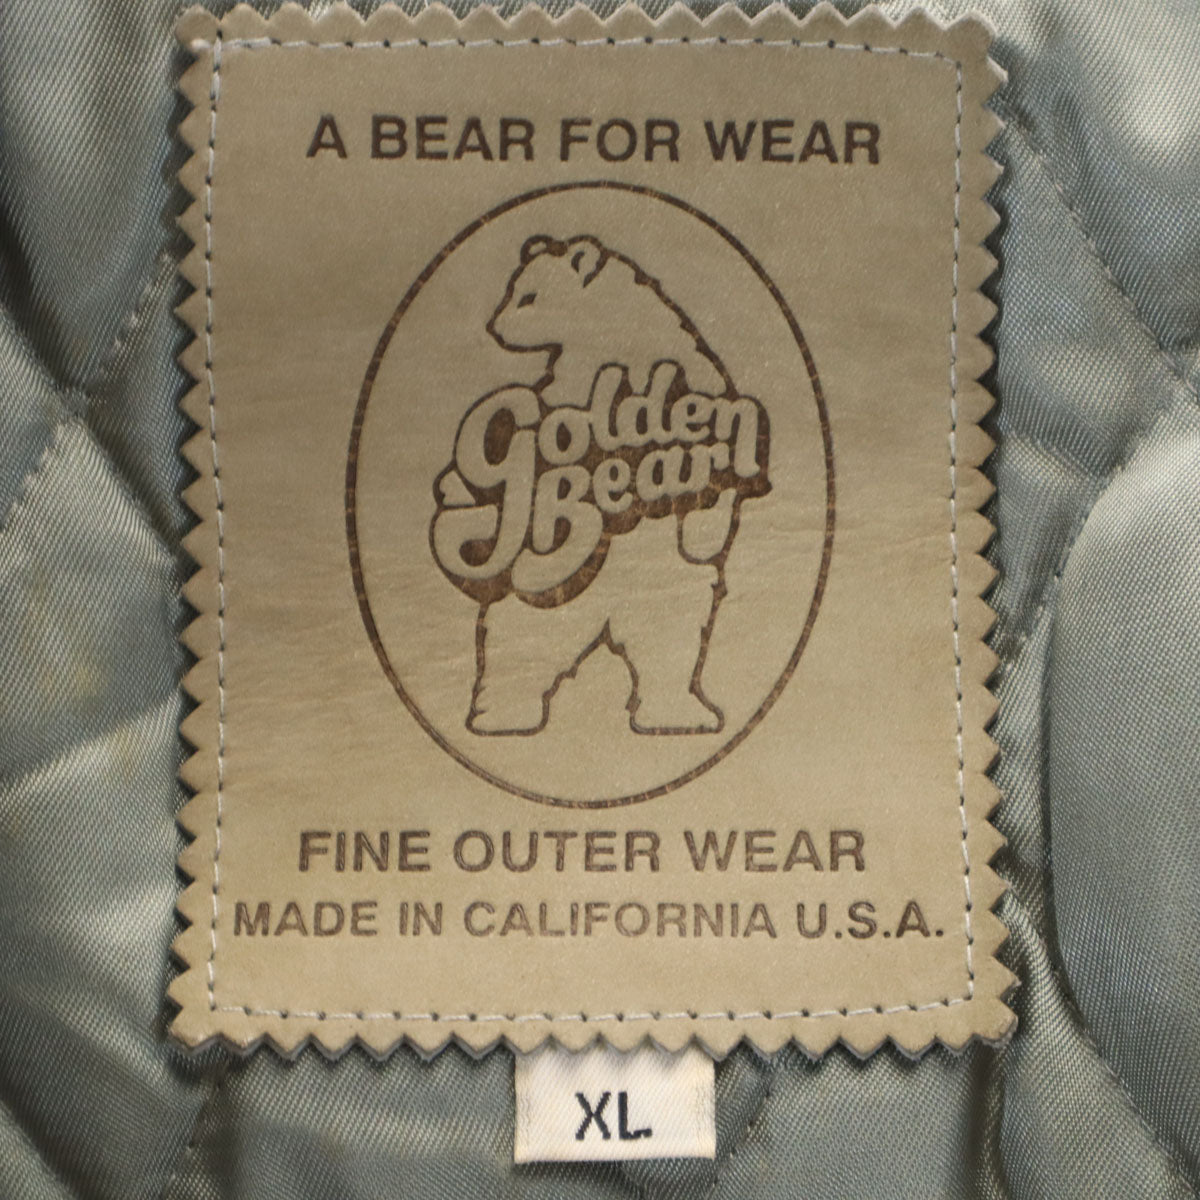 A BEAR FOR WEAR
Golden
Bear
FINE OUTER WEAR
MADE IN CALIFORNIA U.S.A.
XL